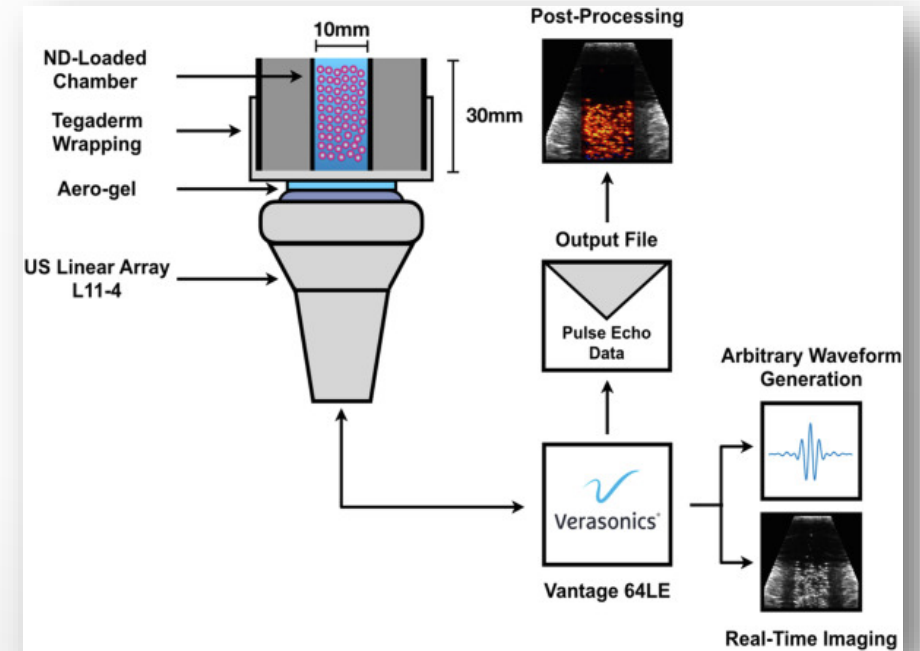 Post-Processing
10mm
ND-Loaded
Chamber
30mm
Tegaderm
Wrapping
Aero-gel
US Linear Array
L11-4
Output File
Pulse Echo
Data
Arbitrary Waveform
Generation
Verasonics®
Vantage 64LE
Real-Time Imaging